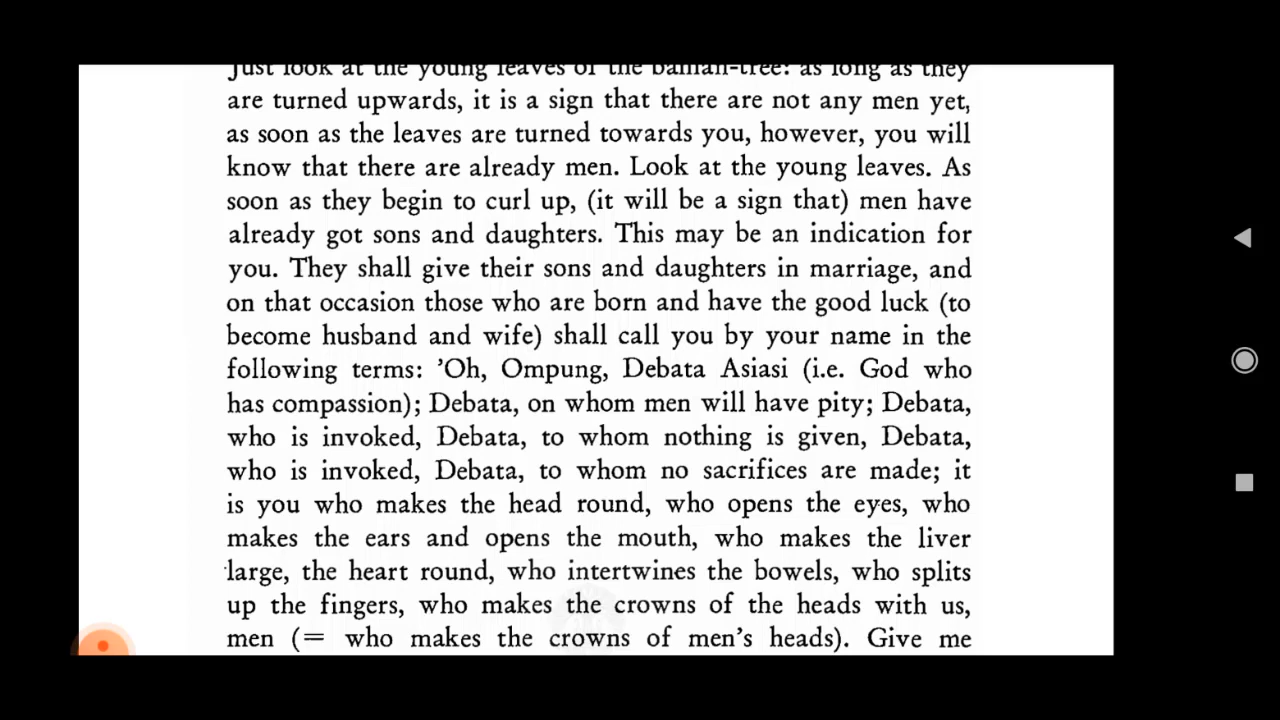 Just look at the young leaves of the banian-tree: as long as they
are turned upwards, it is a sign that there are not any men yet,
as soon as the leaves are turned towards you, however, you will
know that there are already men. Look at the young leaves. As
soon as they begin to curl up, (it will be a sign that) men have
already got sons and daughters. This may be an indication for
you. They shall give their sons and daughters in marriage, and
on that occasion those who are born and have the good luck (to
become husband and wife) shall call you by your name in the
following terms: 'Oh, Ompung, Debata Asiasi (i.e. God who
has compassion); Debata, on whom men will have pity; Debata,
who is invoked, Debata, to whom nothing is given, Debata,
who is invoked, Debata, to whom no sacrifices are made; it
is you who makes the head round, who opens the eyes, who
makes the ears and opens the mouth, who makes the liver
large, the heart round, who intertwines the bowels, who splits
up the fingers, who makes the crowns of the heads with us,
men (= who makes the crowns of men's heads). Give me